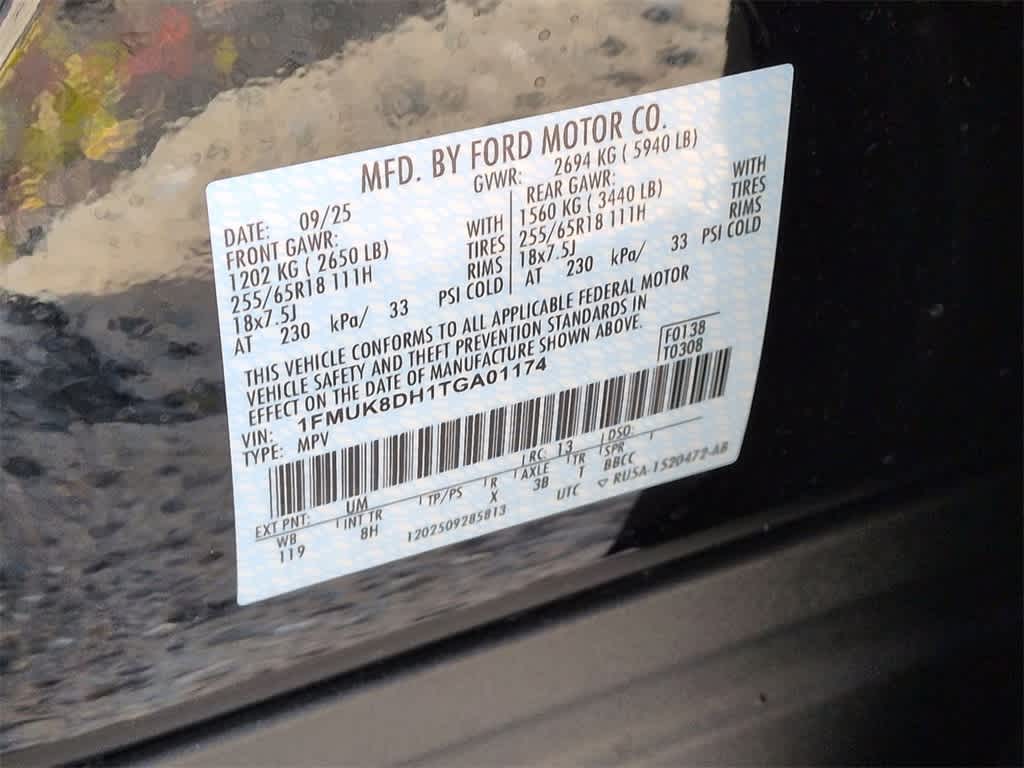 MFD. BY FORD MOTOR CO.
DATE: 09/25
GVWR: 2694 KG ( 5940 LB)
FRONT GAWR:
1202 KG ( 2650 LB)
WITH
255/65R18 111H
TIRES
18x7.5J
RIMS
AT 230 kPa/ 33 PSI COLD
REAR GAWR:
1560 KG ( 3440 LB)
WITH
255/65R18 111H
TIRES
18x7.5J
RIMS
AT 230 kPa/ 33 PSI COLD
THIS VEHICLE CONFORMS TO ALL APPLICABLE FEDERAL MOTOR
VEHICLE SAFETY AND THEFT PREVENTION STANDARDS IN
EFFECT ON THE DATE OF MANUFACTURE SHOWN ABOVE.
F0138
T0308
VIN: 1FMUK8DH1TGA01174
TYPE: MPV
EXT PNT: UM LRC: 13 DSO:
WB INT TR TP/PS R AXLE TR SPR
119 8H X 3B T BBCC
1202509285813 UTC ▽ RU5A-1520472-AB